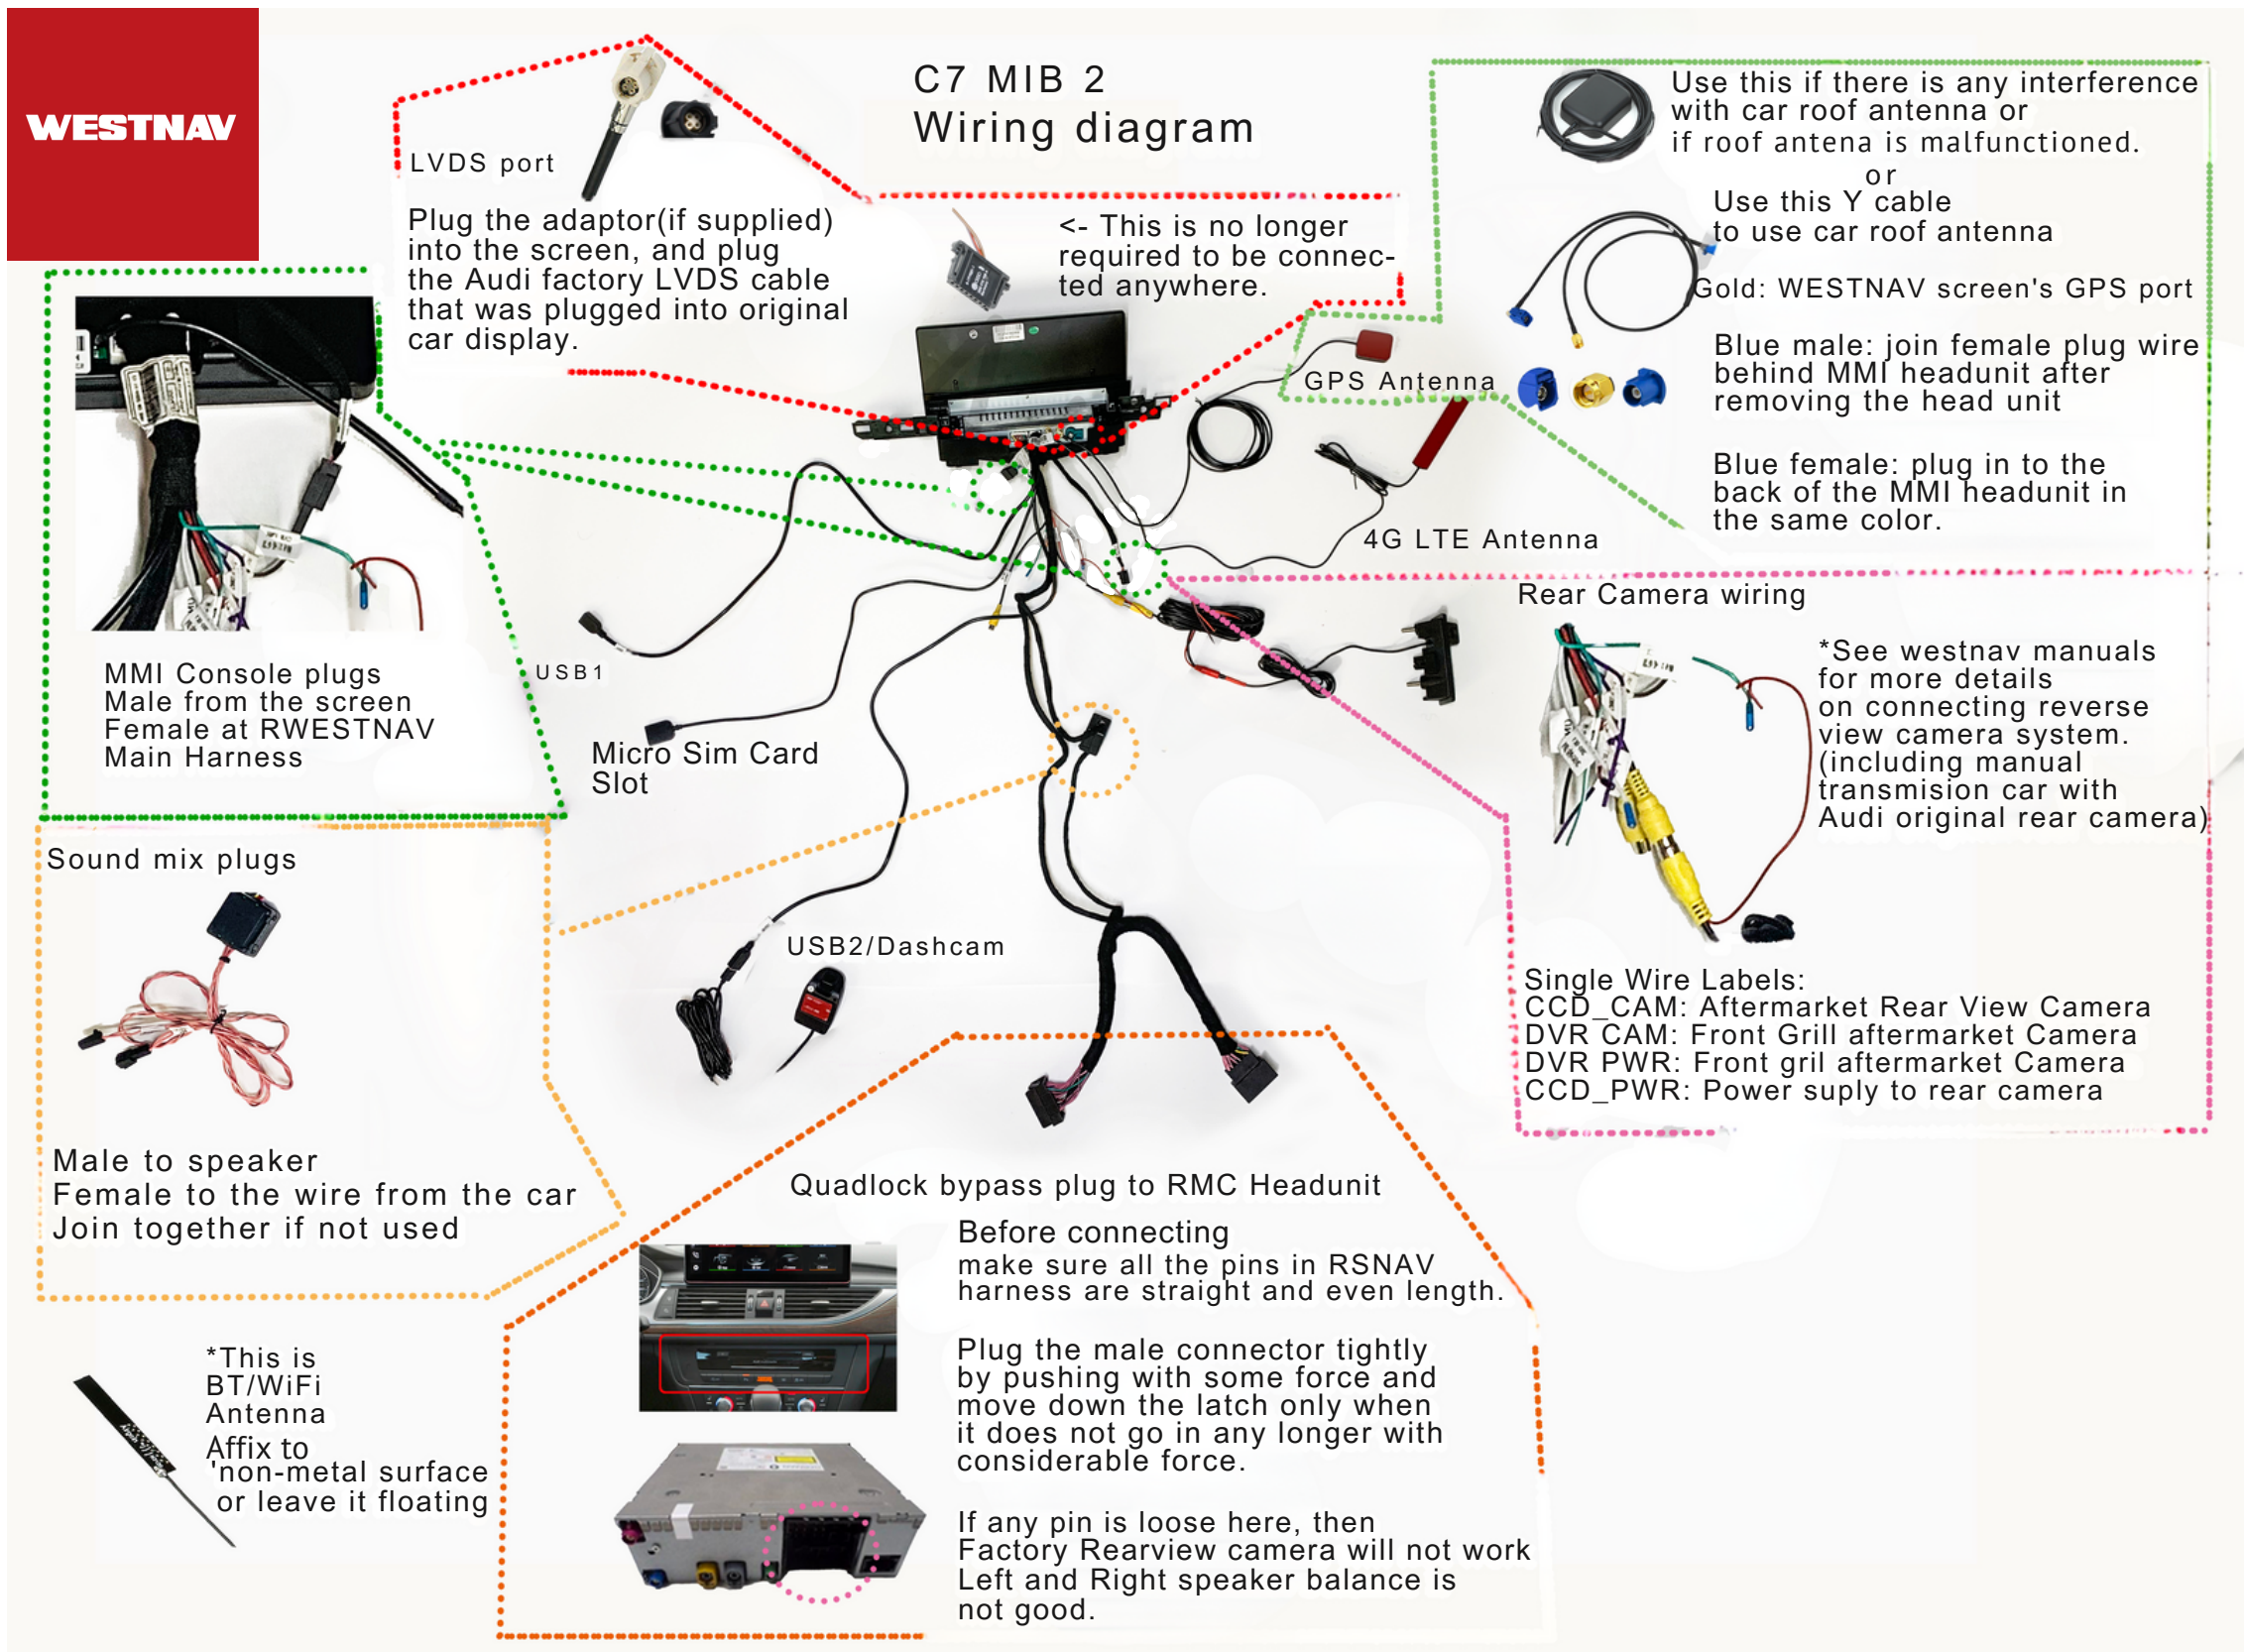 WESTNAV
C7 MIB 2
Wiring diagram
LVDS port
Plug the adaptor(if supplied)
into the screen, and plug
the Audi factory LVDS cable
that was plugged into original
car display.
<- This is no longer
required to be connec-
ted anywhere.
Use this if there is any interference
with car roof antenna or
if roof antena is malfunctioned.
or
Use this Y cable
to use car roof antenna
Gold: WESTNAV screen's GPS port
Blue male: join female plug wire
behind MMI headunit after
removing the head unit
Blue female: plug in to the
back of the MMI headunit in
the same color.
GPS Antenna
4G LTE Antenna
MMI Console plugs
Male from the screen
Female at RWESTNAV
Main Harness
USB1
Micro Sim Card
Slot
Rear Camera wiring
*See westnav manuals
for more details
on connecting reverse
view camera system.
(including manual
transmision car with
Audi original rear camera)
Single Wire Labels:
CCD_CAM: Aftermarket Rear View Camera
DVR CAM: Front Grill aftermarket Camera
DVR PWR: Front gril aftermarket Camera
CCD_PWR: Power suply to rear camera
Sound mix plugs
Male to speaker
Female to the wire from the car
Join together if not used
USB2/Dashcam
Quadlock bypass plug to RMC Headunit
Before connecting
make sure all the pins in RSNAV
harness are straight and even length.
Plug the male connector tightly
by pushing with some force and
move down the latch only when
it does not go in any longer with
considerable force.
If any pin is loose here, then
Factory Rearview camera will not work
Left and Right speaker balance is
not good.
*This is
BT/WiFi
Antenna
Affix to
'non-metal surface
or leave it floating